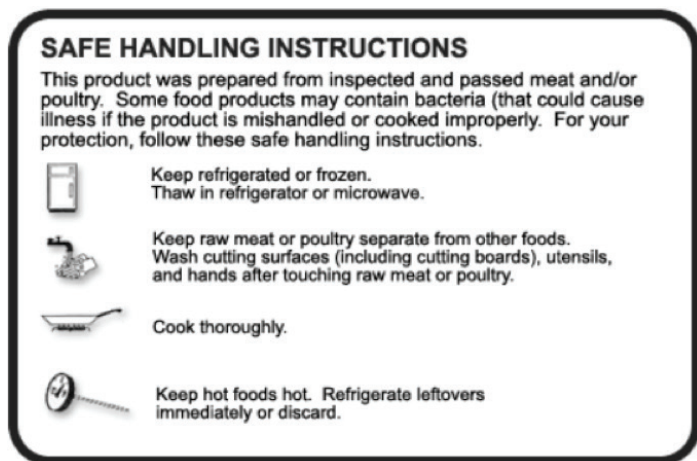 SAFE HANDLING INSTRUCTIONS
This product was prepared from inspected and passed meat and/or
poultry. Some food products may contain bacteria (that could cause
illness if the product is mishandled or cooked improperly. For your
protection, follow these safe handling instructions.
Keep refrigerated or frozen.
Thaw in refrigerator or microwave.
Keep raw meat or poultry separate from other foods.
Wash cutting surfaces (including cutting boards), utensils,
and hands after touching raw meat or poultry.
Cook thoroughly.
Keep hot foods hot. Refrigerate leftovers
immediately or discard.